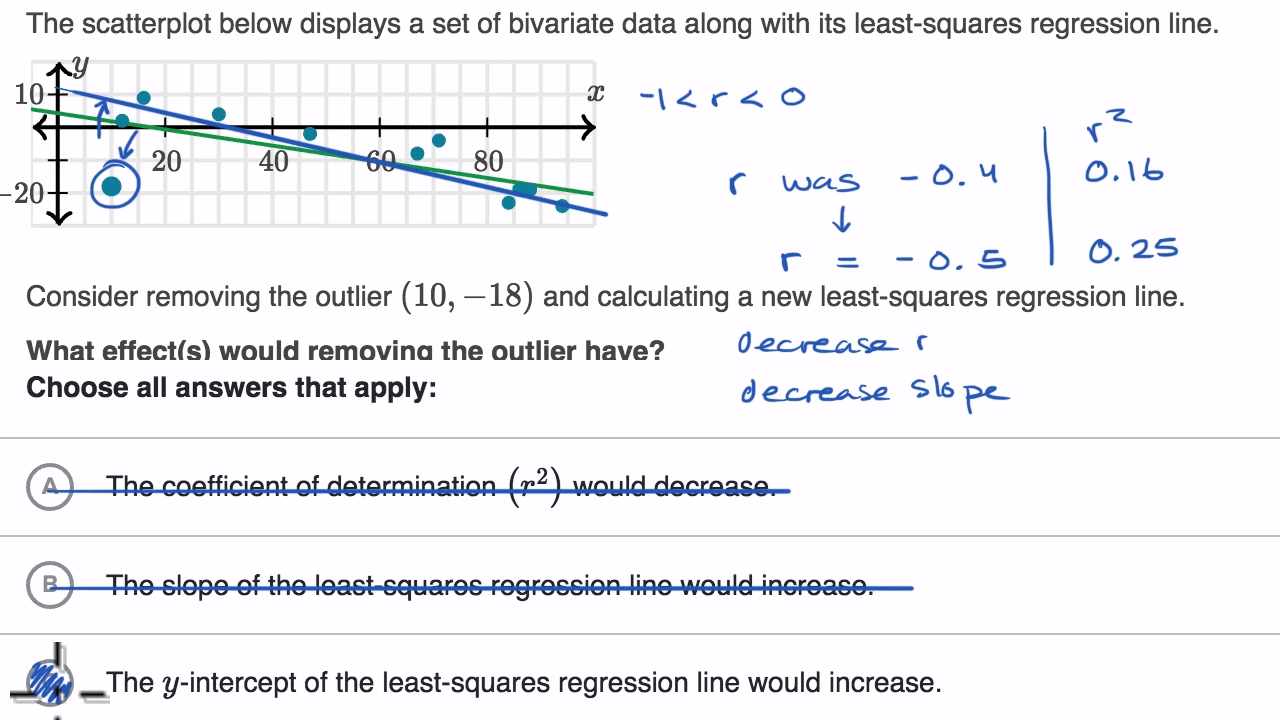 The scatterplot below displays a set of bivariate data along with its least-squares regression line.
y
10
x
-1 < r < 0
r²
20 40 60 80
r was -0.4 0.16
-20
↓
r = -0.5 0.25
Consider removing the outlier (10, −18) and calculating a new least-squares regression line.
What effect(s) would removing the outlier have?
decrease r
Choose all answers that apply:
decrease slope
A The coefficient of determination (r²) would decrease.
B The slope of the least-squares regression line would increase.
The y-intercept of the least-squares regression line would increase.